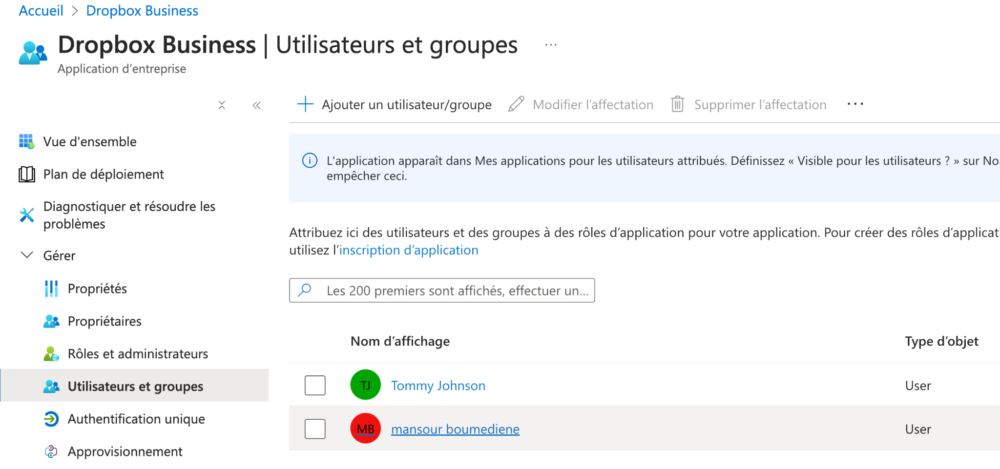 Accueil > Dropbox Business
Dropbox Business | Utilisateurs et groupes ...
Application d’entreprise
Ajouter un utilisateur/groupe Modifier l’affectation Supprimer l’affectation ...
Vue d'ensemble
Plan de déploiement
Diagnostiquer et résoudre les
problèmes
Gérer
Propriétés
Propriétaires
Rôles et administrateurs
Utilisateurs et groupes
Authentification unique
Approvisionnement
L'application apparaît dans Mes applications pour les utilisateurs attribués. Définissez « Visible pour les utilisateurs ? » sur
empêcher ceci.
Attribuez ici des utilisateurs et des groupes à des rôles d’application pour votre application. Pour créer des rôles
utilisez l’inscription d’application
Les 200 premiers sont affichés, effectuer un...
Nom d’affichage Type d’objet
TJ Tommy Johnson User
MB mansour boumediene User